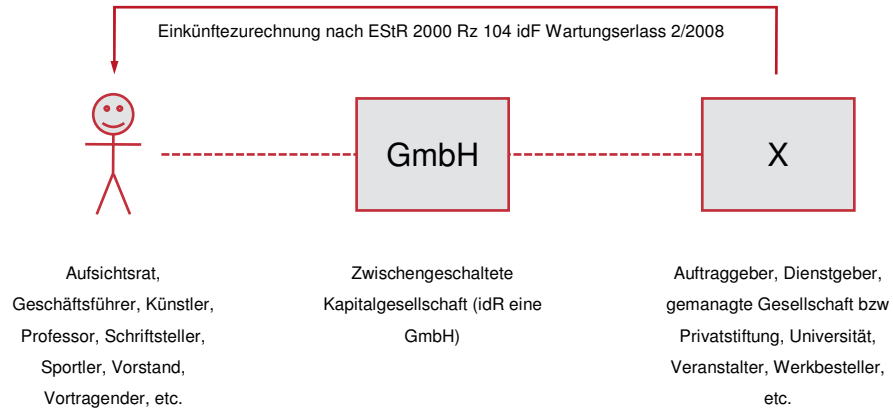 Einkünftezurechnung nach EStR 2000 Rz 104 idF Wartungserlass 2/2008
GmbH
X
Aufsichtsrat,
Geschäftsführer, Künstler,
Professor, Schriftsteller,
Sportler, Vorstand,
Vortragender, etc.
Zwischengeschaltete
Kapitalgesellschaft (idR eine
GmbH)
Auftraggeber, Dienstgeber,
gemanagte Gesellschaft bzw
Privatstiftung, Universität,
Veranstalter, Werkbesteller,
etc.